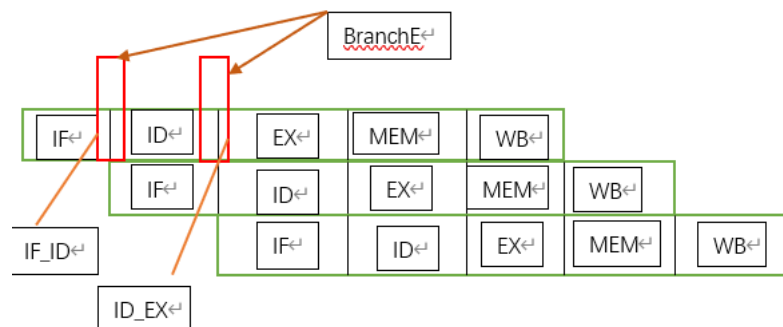 BranchE↵
IF↵ ID↵ EX↵ MEM↵ WB↵
IF↵ ID↵ EX↵ MEM↵ WB↵
IF↵ ID↵ EX↵ MEM↵ WB↵
IF_ID↵
ID_EX↵